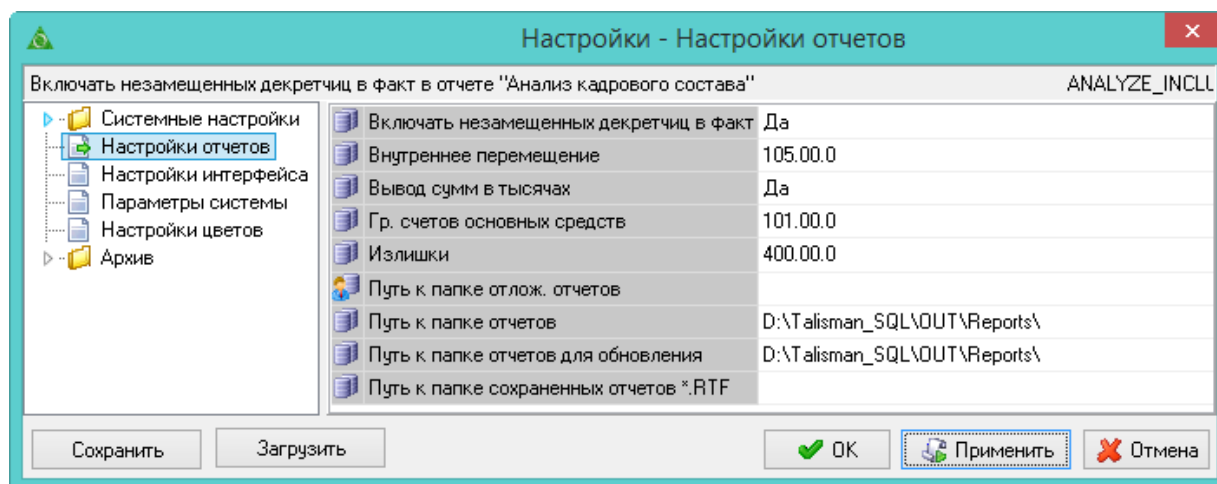 Настройки - Настройки отчетов
Включать незамещенных декретчиц в Факт в отчете "Анализ кадрового состава" ANALYZE_INCLU
Системные настройки
Настройки отчетов
Настройки интерфейса
Параметры системы
Настройки цветов
Архив
Включать незамещенных декретчиц в факт Да
Внутреннее перемещение 105.00.0
Вывод сумм в тысячах Да
Гр. счетов основных средств 101.00.0
Излишки 400.00.0
Путь к папке отлож. отчетов
Путь к папке отчетов D:\Talisman_SQL\OUT\Reports\
Путь к папке отчетов для обновления D:\Talisman_SQL\OUT\Reports\
Путь к папке сохраненных отчетов *.RTF
Сохранить Загрузить OK Применить Отмена